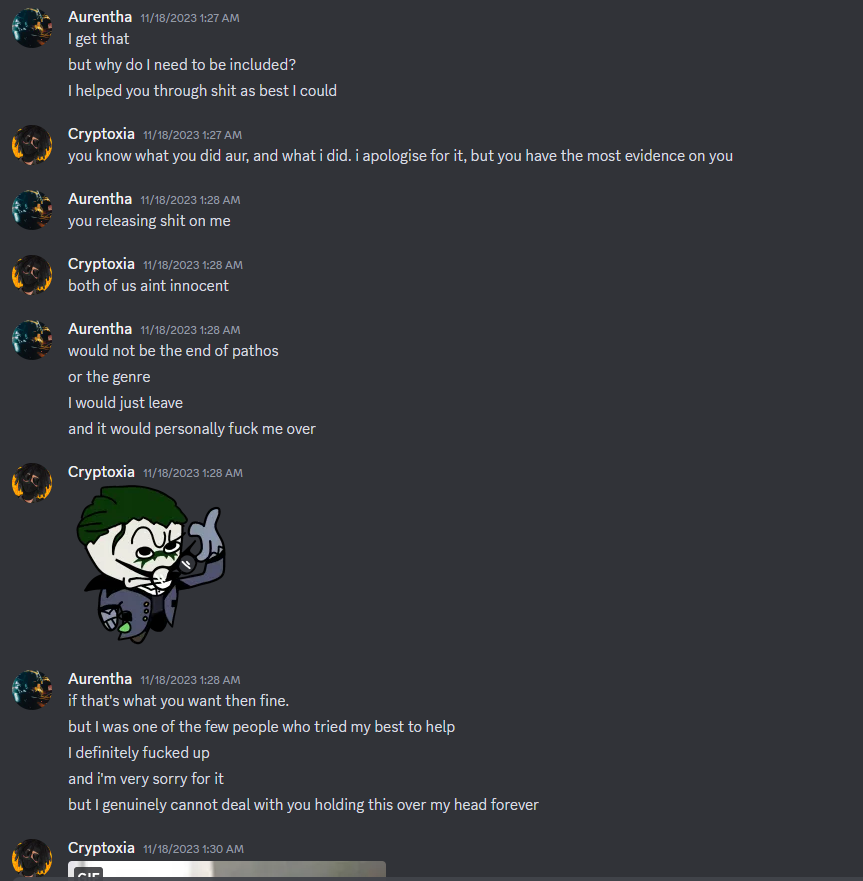 Aurentha 11/18/2023 1:27 AM
I get that
but why do I need to be included?
I helped you through shit as best I could
Cryptoxia 11/18/2023 1:27 AM
you know what you did aur, and what i did. i apologise for it, but you have the most evidence on you
Aurentha 11/18/2023 1:28 AM
you releasing shit on me
Cryptoxia 11/18/2023 1:28 AM
both of us aint innocent
Aurentha 11/18/2023 1:28 AM
would not be the end of pathos
or the genre
I would just leave
and it would personally fuck me over
Cryptoxia 11/18/2023 1:28 AM
Aurentha 11/18/2023 1:28 AM
if that's what you want then fine.
but I was one of the few people who tried my best to help
I definitely fucked up
and i'm very sorry for it
but I genuinely cannot deal with you holding this over my head forever
Cryptoxia 11/18/2023 1:30 AM
GIF